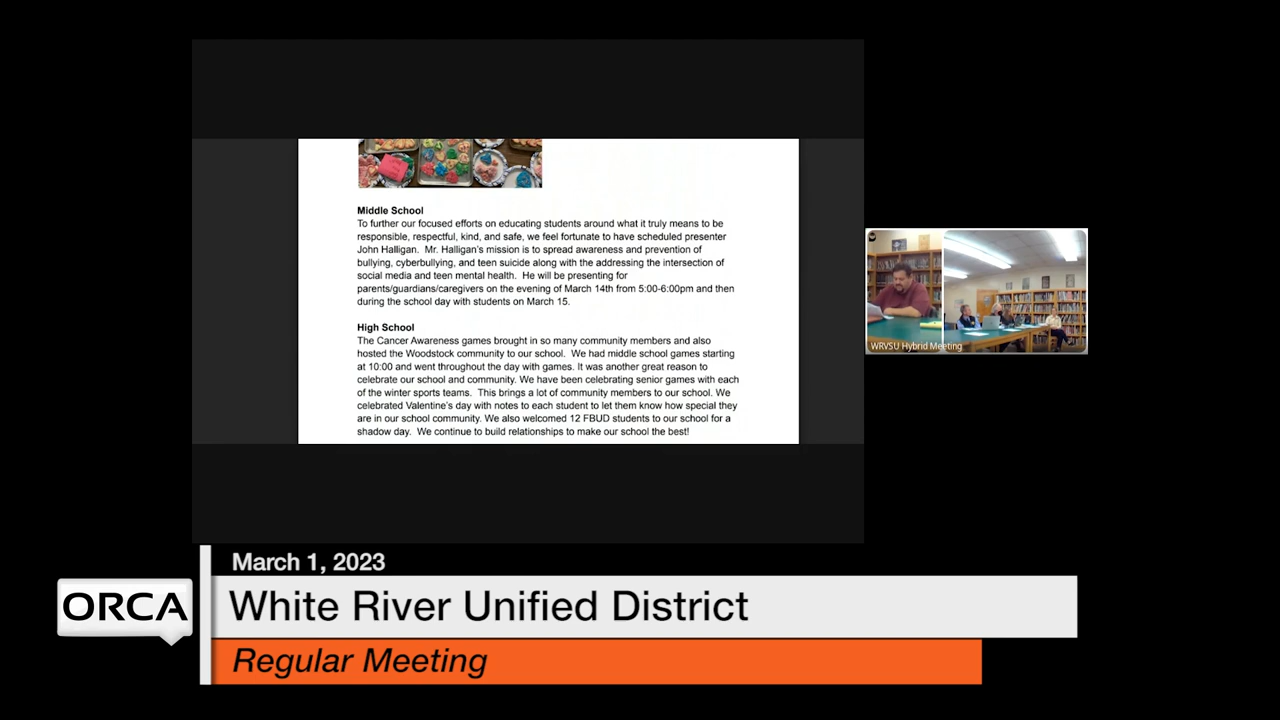 Middle School
To further our focused efforts on educating students around what it truly means to be
responsible, respectful, kind, and safe, we feel fortunate to have scheduled presenter
John Halligan. Mr. Halligan's mission is to spread awareness and prevention of
bullying, cyberbullying, and teen suicide along with the addressing the intersection of
social media and teen mental health. He will be presenting for
parents/guardians/caregivers on the evening of March 14th from 5:00-6:00pm and then
during the school day with students on March 15.
High School
The Cancer Awareness games brought in so many community members and also
hosted the Woodstock community to our school. We had middle school games starting
at 10:00 and went throughout the day with games. It was another great reason to
celebrate our school and community. We have been celebrating senior games with each
of the winter sports teams. This brings a lot of community members to our school. We
celebrated Valentine's day with notes to each student to let them know how special they
are in our school community. We also welcomed 12 FBUD students to our school for a
shadow day. We continue to build relationships to make our school the best!
WRVSU Hybrid Meeting
March 1, 2023
ORCA
White River Unified District
Regular Meeting